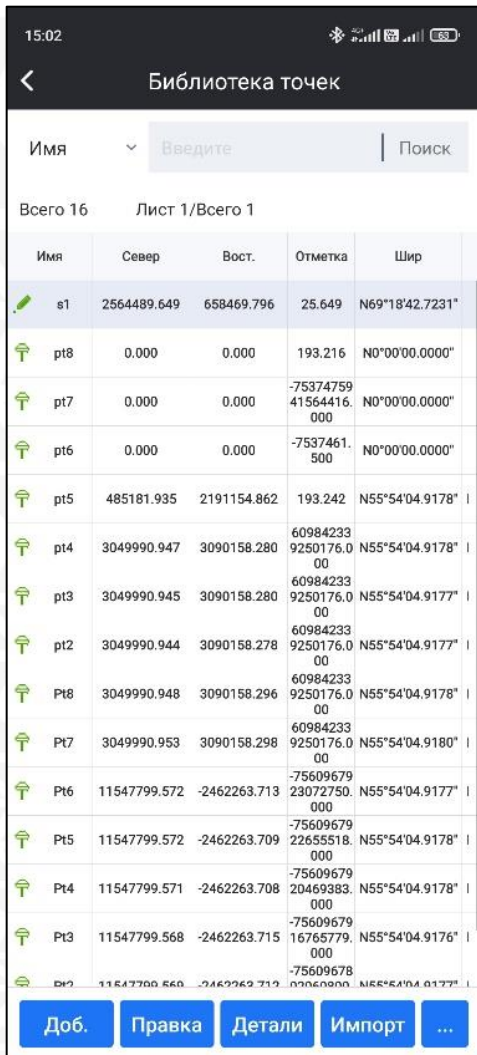 15:02 63
Библиотека точек
Имя Введите Поиск
Всего 16 Лист 1/Всего 1
Имя Север Вост. Отметка Шир
s1 2564489.649 658469.796 25.649 N69°18'42.7231"
pt8 0.000 0.000 193.216 N0°00'00.0000"
-75374759
pt7 0.000 0.000 41564416. N0°00'00.0000"
000
pt6 0.000 0.000 -7537461. N0°00'00.0000"
500
pt5 485181.935 2191154.862 193.242 N55°54'04.9178"
60984233
pt4 3049990.947 3090158.280 9250176.0 N55°54'04.9178"
00
60984233
pt3 3049990.945 3090158.280 9250176.0 N55°54'04.9177"
00
60984233
pt2 3049990.944 3090158.278 9250176.0 N55°54'04.9177"
00
60984233
Pt8 3049990.948 3090158.296 9250176.0 N55°54'04.9178"
00
60984233
Pt7 3049990.953 3090158.298 9250176.0 N55°54'04.9180"
00
-75609679
Pt6 11547772.572 -2462263.713 23072750. N55°54'04.9177"
000
-75609679
Pt5 11547799.572 -2462263.709 22655518. N55°54'04.9178"
000
-75609679
Pt4 11547799.571 -2462263.708 20469383. N55°54'04.9178"
000
-75609679
Pt3 11547799.568 -2462263.715 16765779. N55°54'04.9176"
000
-75609678
Pt2 11547799.569 -2462263.712 N55°54'04.9177"
Доб. Правка Детали Импорт ...